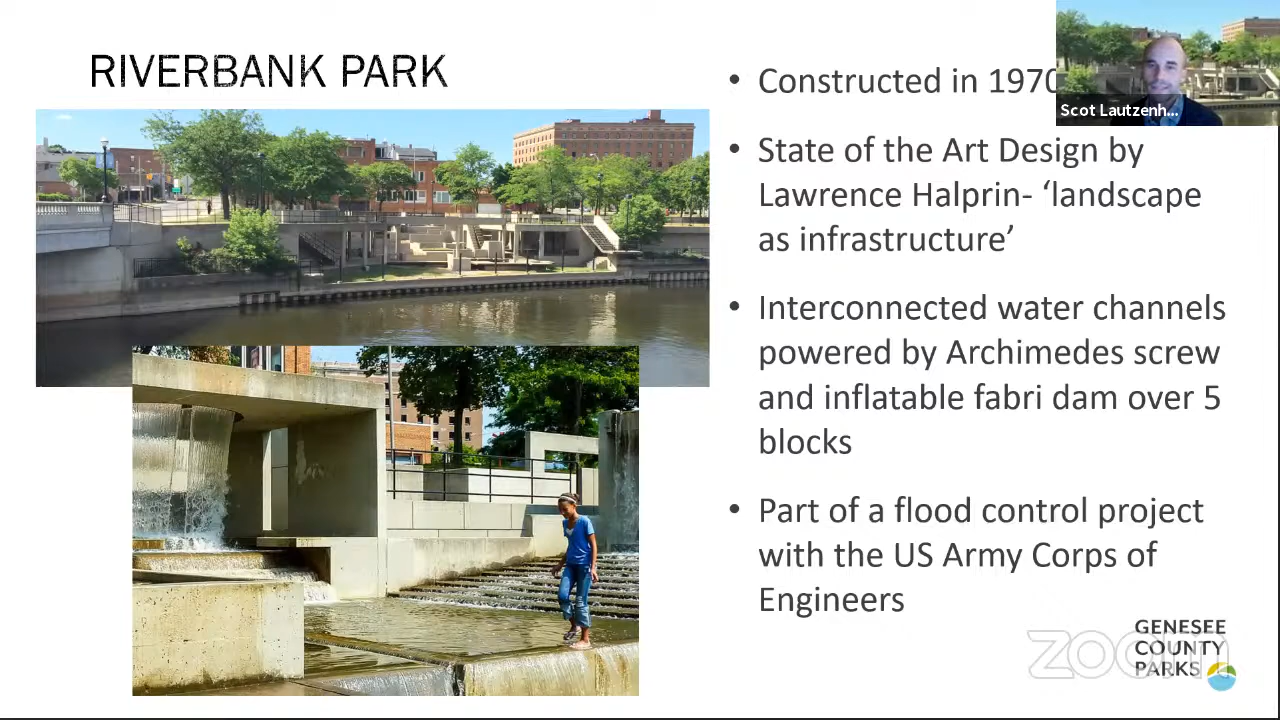 RIVERBANK PARK
• Constructed in 1970
Scot Lautzenh...
• State of the Art Design by
Lawrence Halprin- ‘landscape
as infrastructure’
• Interconnected water channels
powered by Archimedes screw
and inflatable fabri dam over 5
blocks
• Part of a flood control project
with the US Army Corps of
Engineers
GENESEE
COUNTY
PARKS
zoom